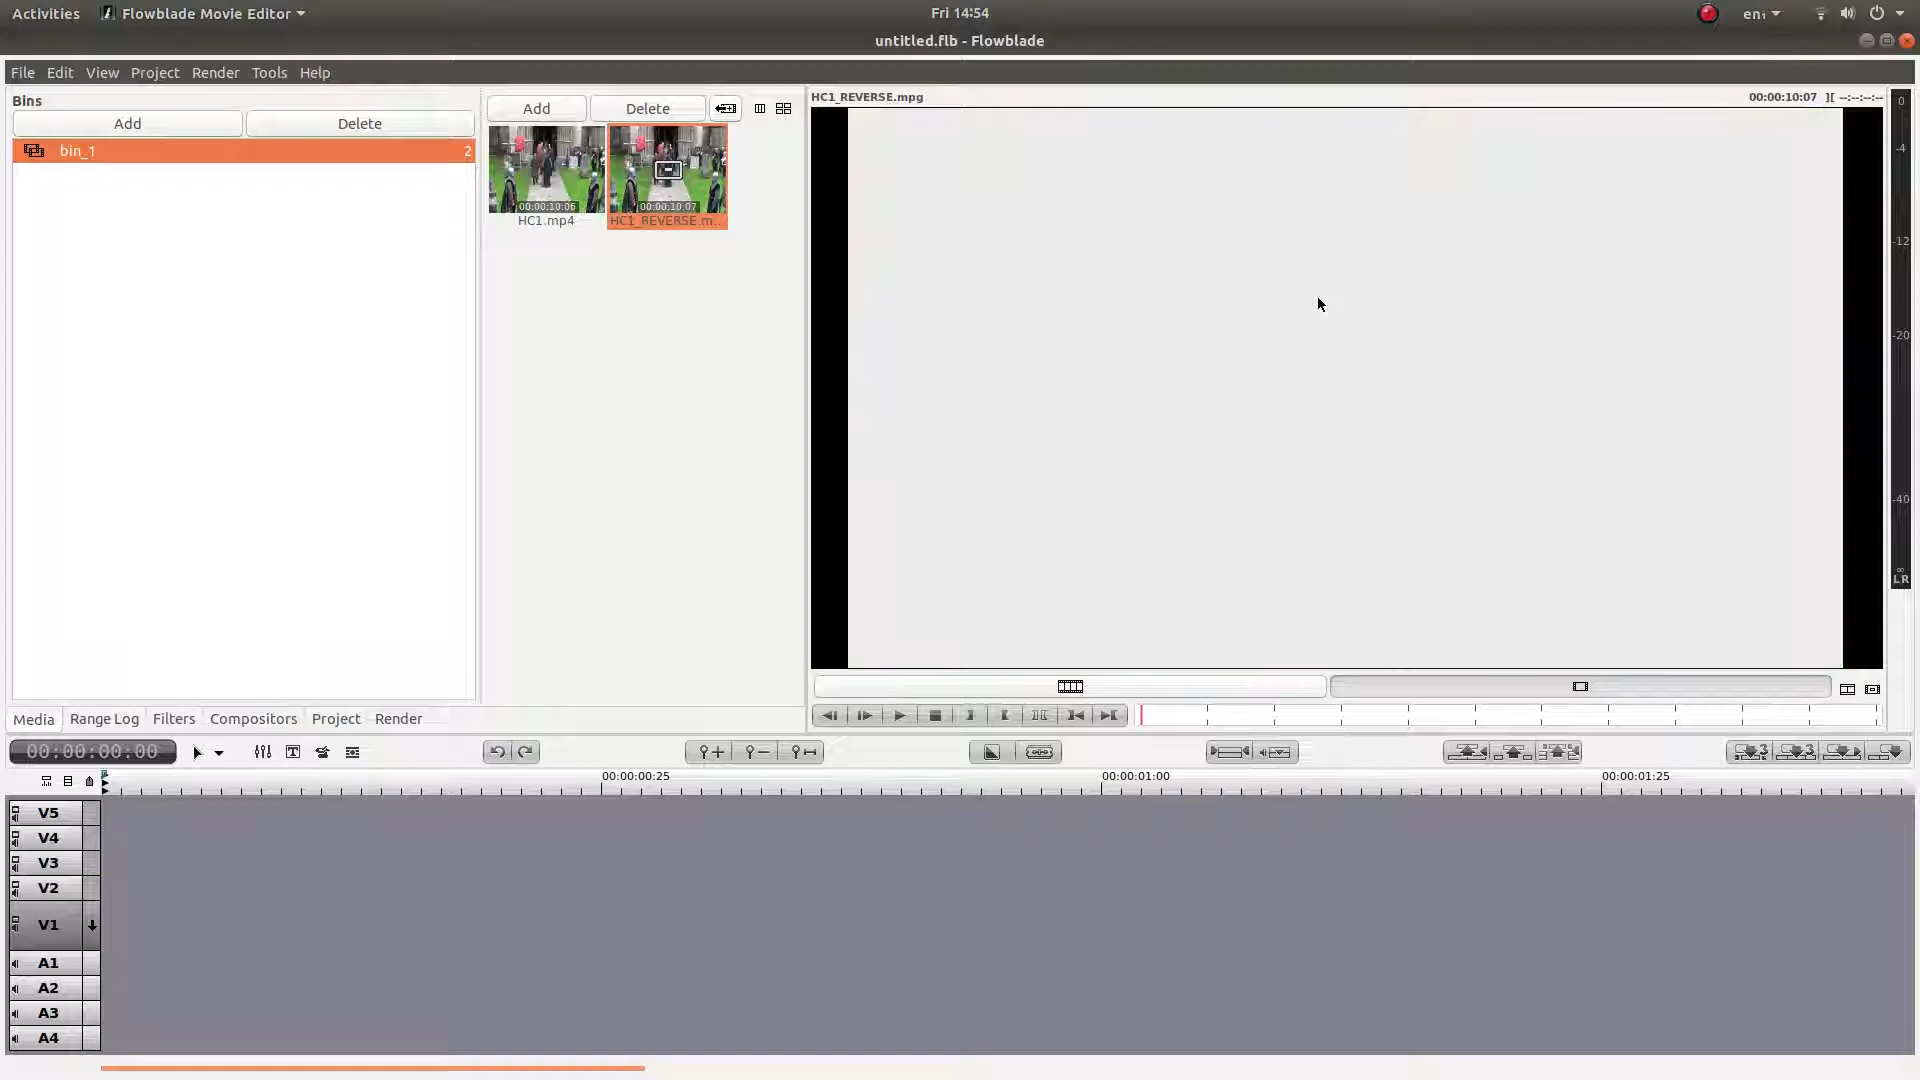 Activities Flowblade Movie Editor Fri 14:54 en₁
untitled.flb - Flowblade
File Edit View Project Render Tools Help
Bins
Add Delete
bin_1 2
Add Delete
00:00:10:06 00:00:10:07
HC1.mp4 HC1_REVERSE.m...
HC1_REVERSE.mpg 00:00:10:07 ][ --:--:--:--
0
-4
-12
-20
-40
∞
LR
Media Range Log Filters Compositors Project Render
00:00:00:00
3 3
00:00:00:25 00:00:01:00 00:00:01:25
V5
V4
V3
V2
V1
A1
A2
A3
A4